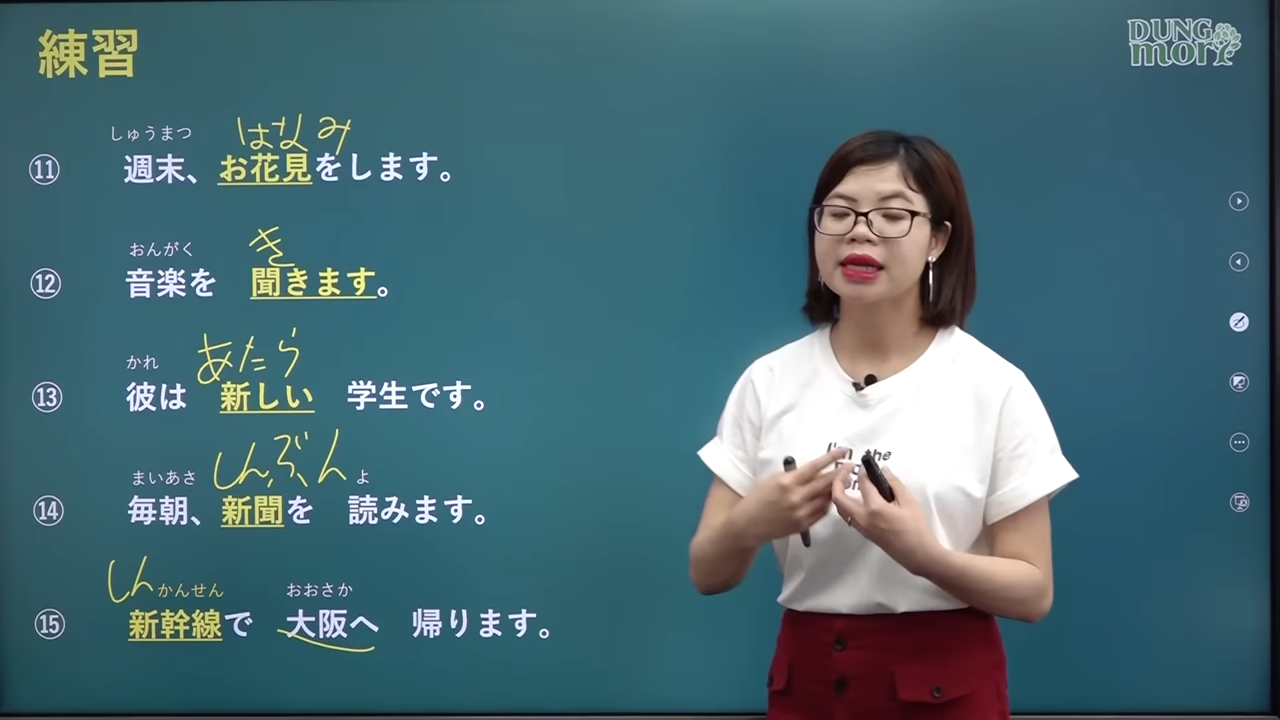 練習
DUNG
mori
しゅうまつ はなみ
⑪ 週末、お花見をします。
おんがく き
⑫ 音楽を 聞きます。
かれ あたら
⑬ 彼は 新しい 学生です。
まいあさ しんぶん よ
⑭ 毎朝、新聞を 読みます。
しん かんせん おおさか
⑮ 新幹線で 大阪へ 帰ります。
I'm the